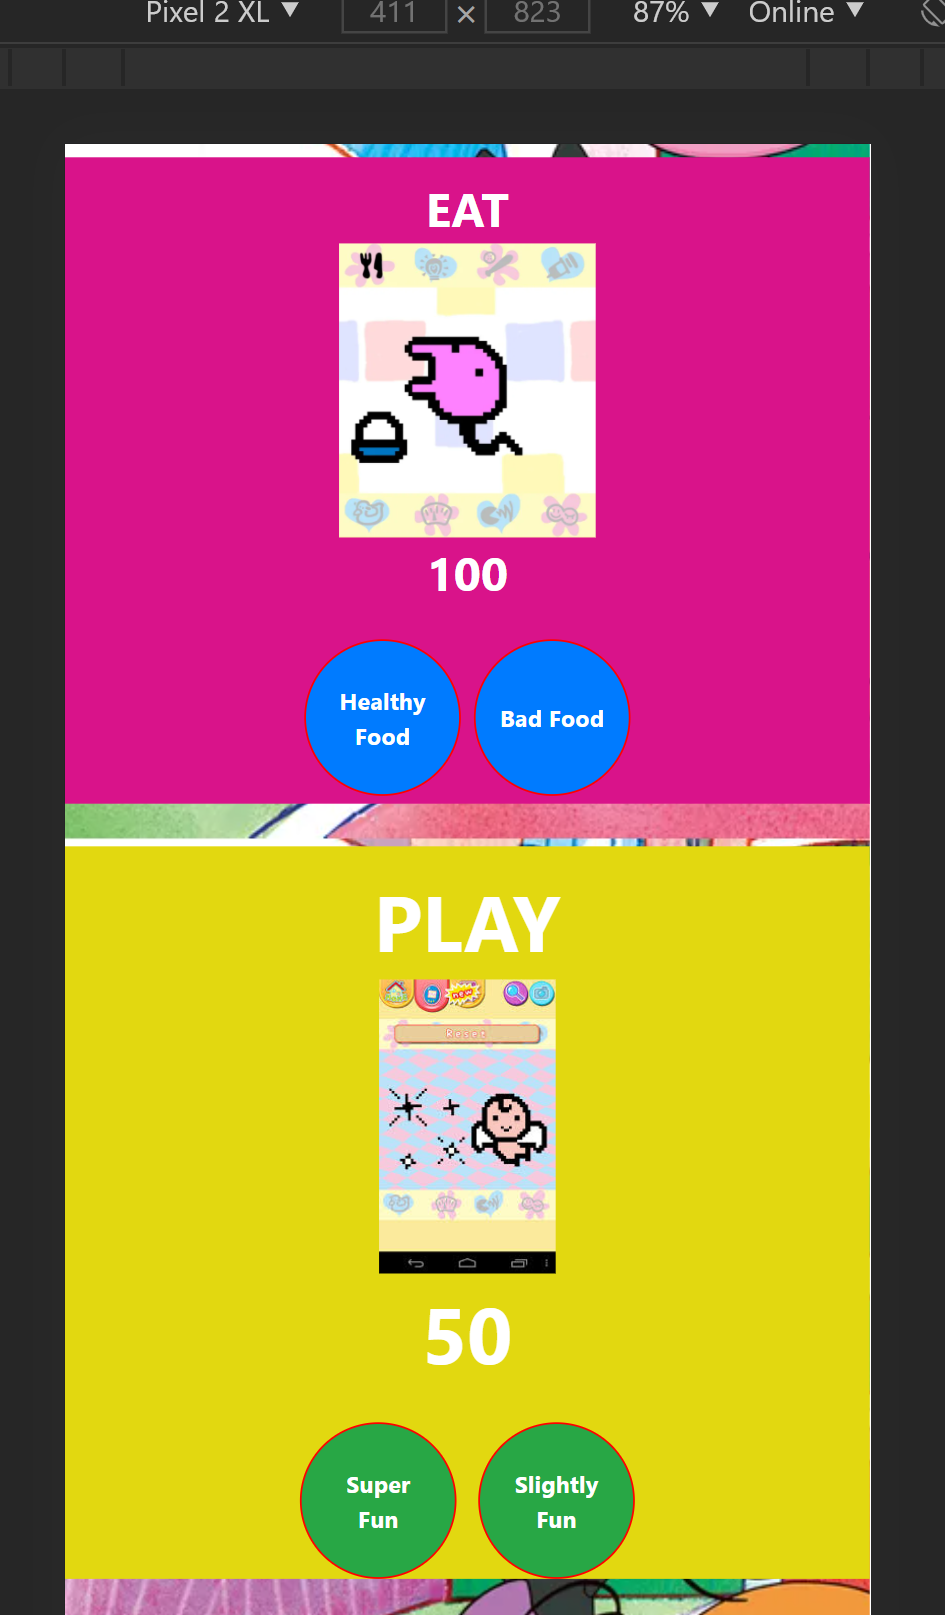 Pixel 2 XL ▼ 411 × 823 87% ▼ Online ▼
EAT
100
Healthy
Food
Bad Food
PLAY
new
Reset
50
Super
Fun
Slightly
Fun